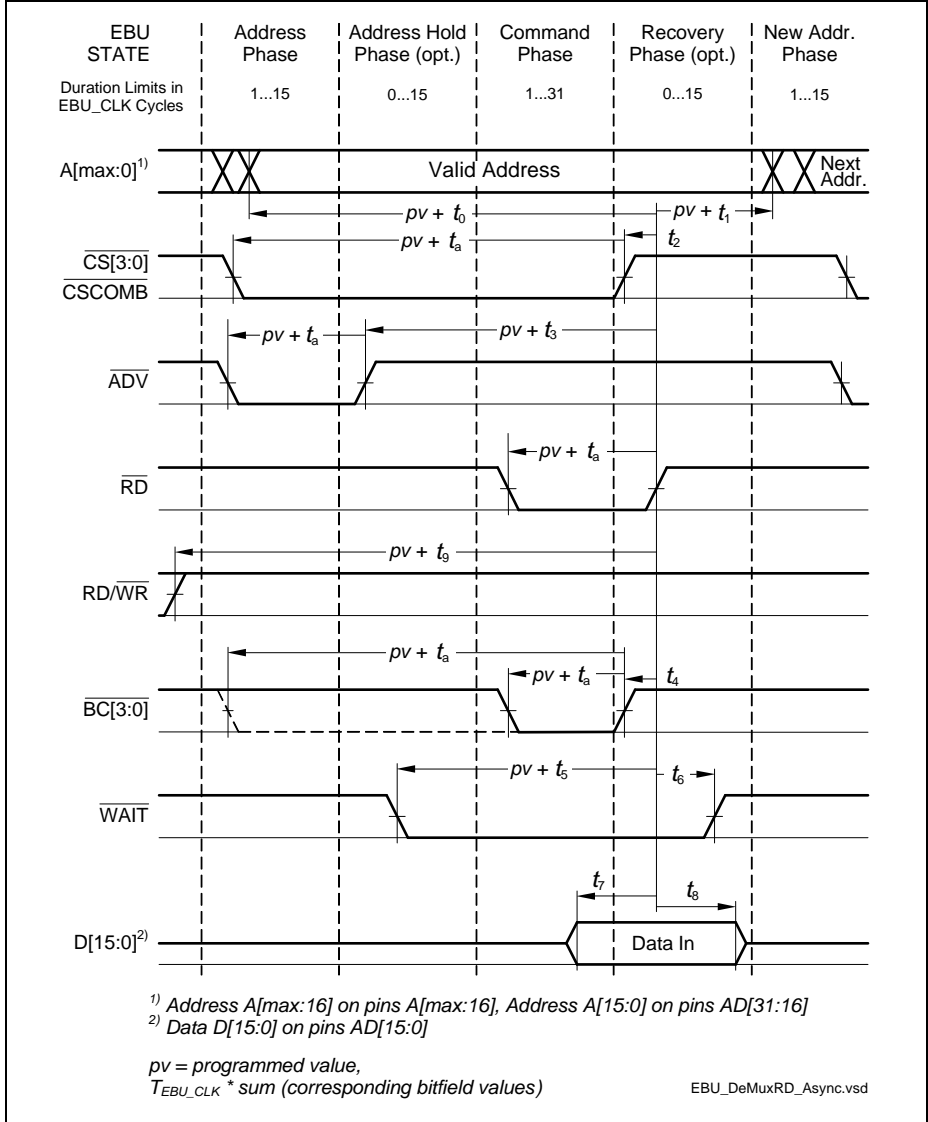 EBU STATE
Address Phase
Address Hold Phase (opt.)
Command Phase
Recovery Phase (opt.)
New Addr. Phase
Duration Limits in EBU_CLK Cycles
1...15
0...15
1...31
0...15
1...15
A[max:0]1)
Valid Address
Next Addr.
pv + t0
pv + t1
pv + ta
t2
CS[3:0]
CSCOMB
pv + ta
pv + t3
ADV
pv + ta
RD
pv + t9
RD/WR
pv + ta
pv + ta
t4
BC[3:0]
pv + t5
t6
WAIT
t7
t8
D[15:0]2)
Data In
1) Address A[max:16] on pins A[max:16], Address A[15:0] on pins AD[31:16]
2) Data D[15:0] on pins AD[15:0]
pv = programmed value,
TEBU_CLK * sum (corresponding bitfield values)
EBU_DeMuxRD_Async.vsd